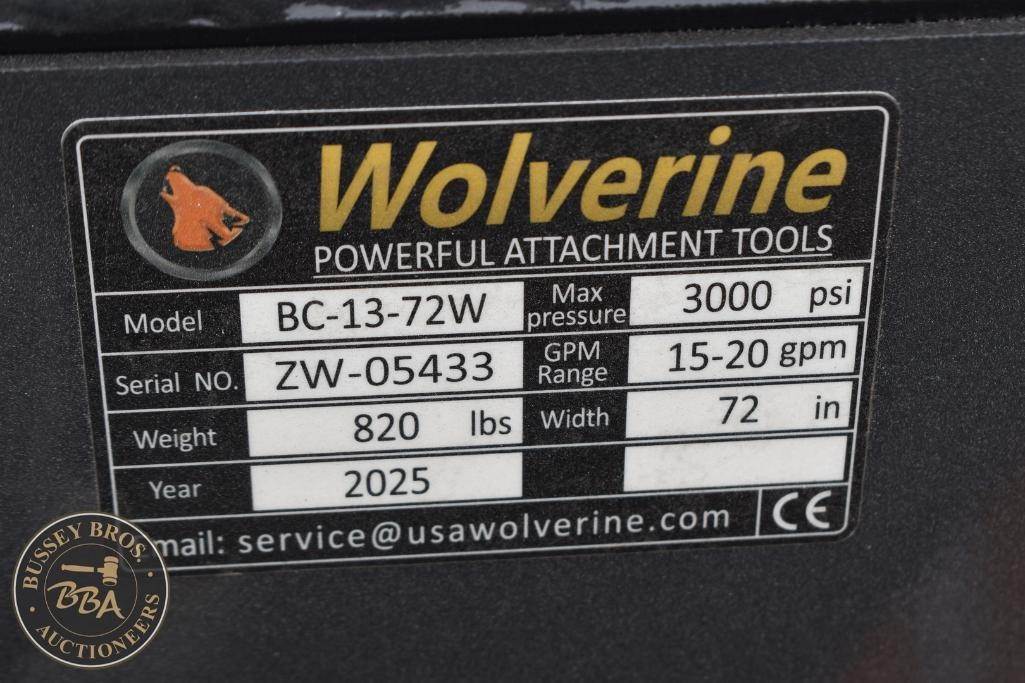 Wolverine
POWERFUL ATTACHMENT TOOLS
Model BC-13-72W Max pressure 3000 psi
Serial NO. ZW-05433 GPM Range 15-20 gpm
Weight 820 lbs Width 72 in
Year 2025
mail: service@usawolverine.com CE
BUSSEY BROS.
BBA
AUCTIONEERS